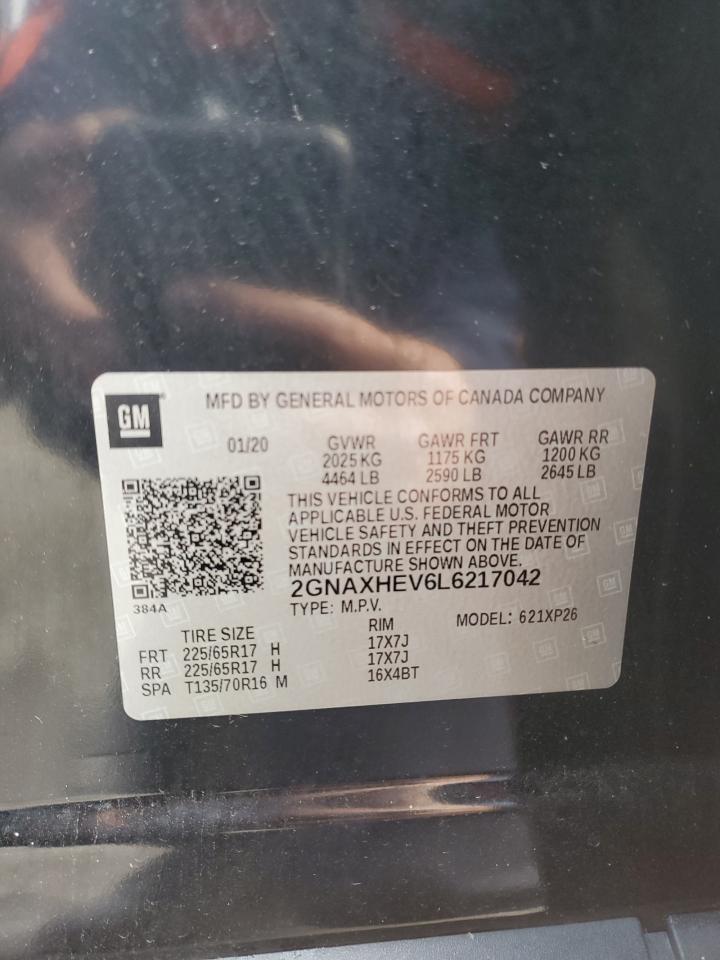 GM
MFD BY GENERAL MOTORS OF CANADA COMPANY
01/20 GVWR GAWR FRT GAWR RR
2025 KG 1175 KG 1200 KG
4464 LB 2590 LB 2645 LB
THIS VEHICLE CONFORMS TO ALL
APPLICABLE U.S. FEDERAL MOTOR
VEHICLE SAFETY AND THEFT PREVENTION
STANDARDS IN EFFECT ON THE DATE OF
MANUFACTURE SHOWN ABOVE.
2GNAXHEV6L6217042
384A
TYPE: M.P.V. MODEL: 621XP26
TIRE SIZE RIM
FRT 225/65R17 H 17X7J
RR 225/65R17 H 17X7J
SPA T135/70R16 M 16X4BT